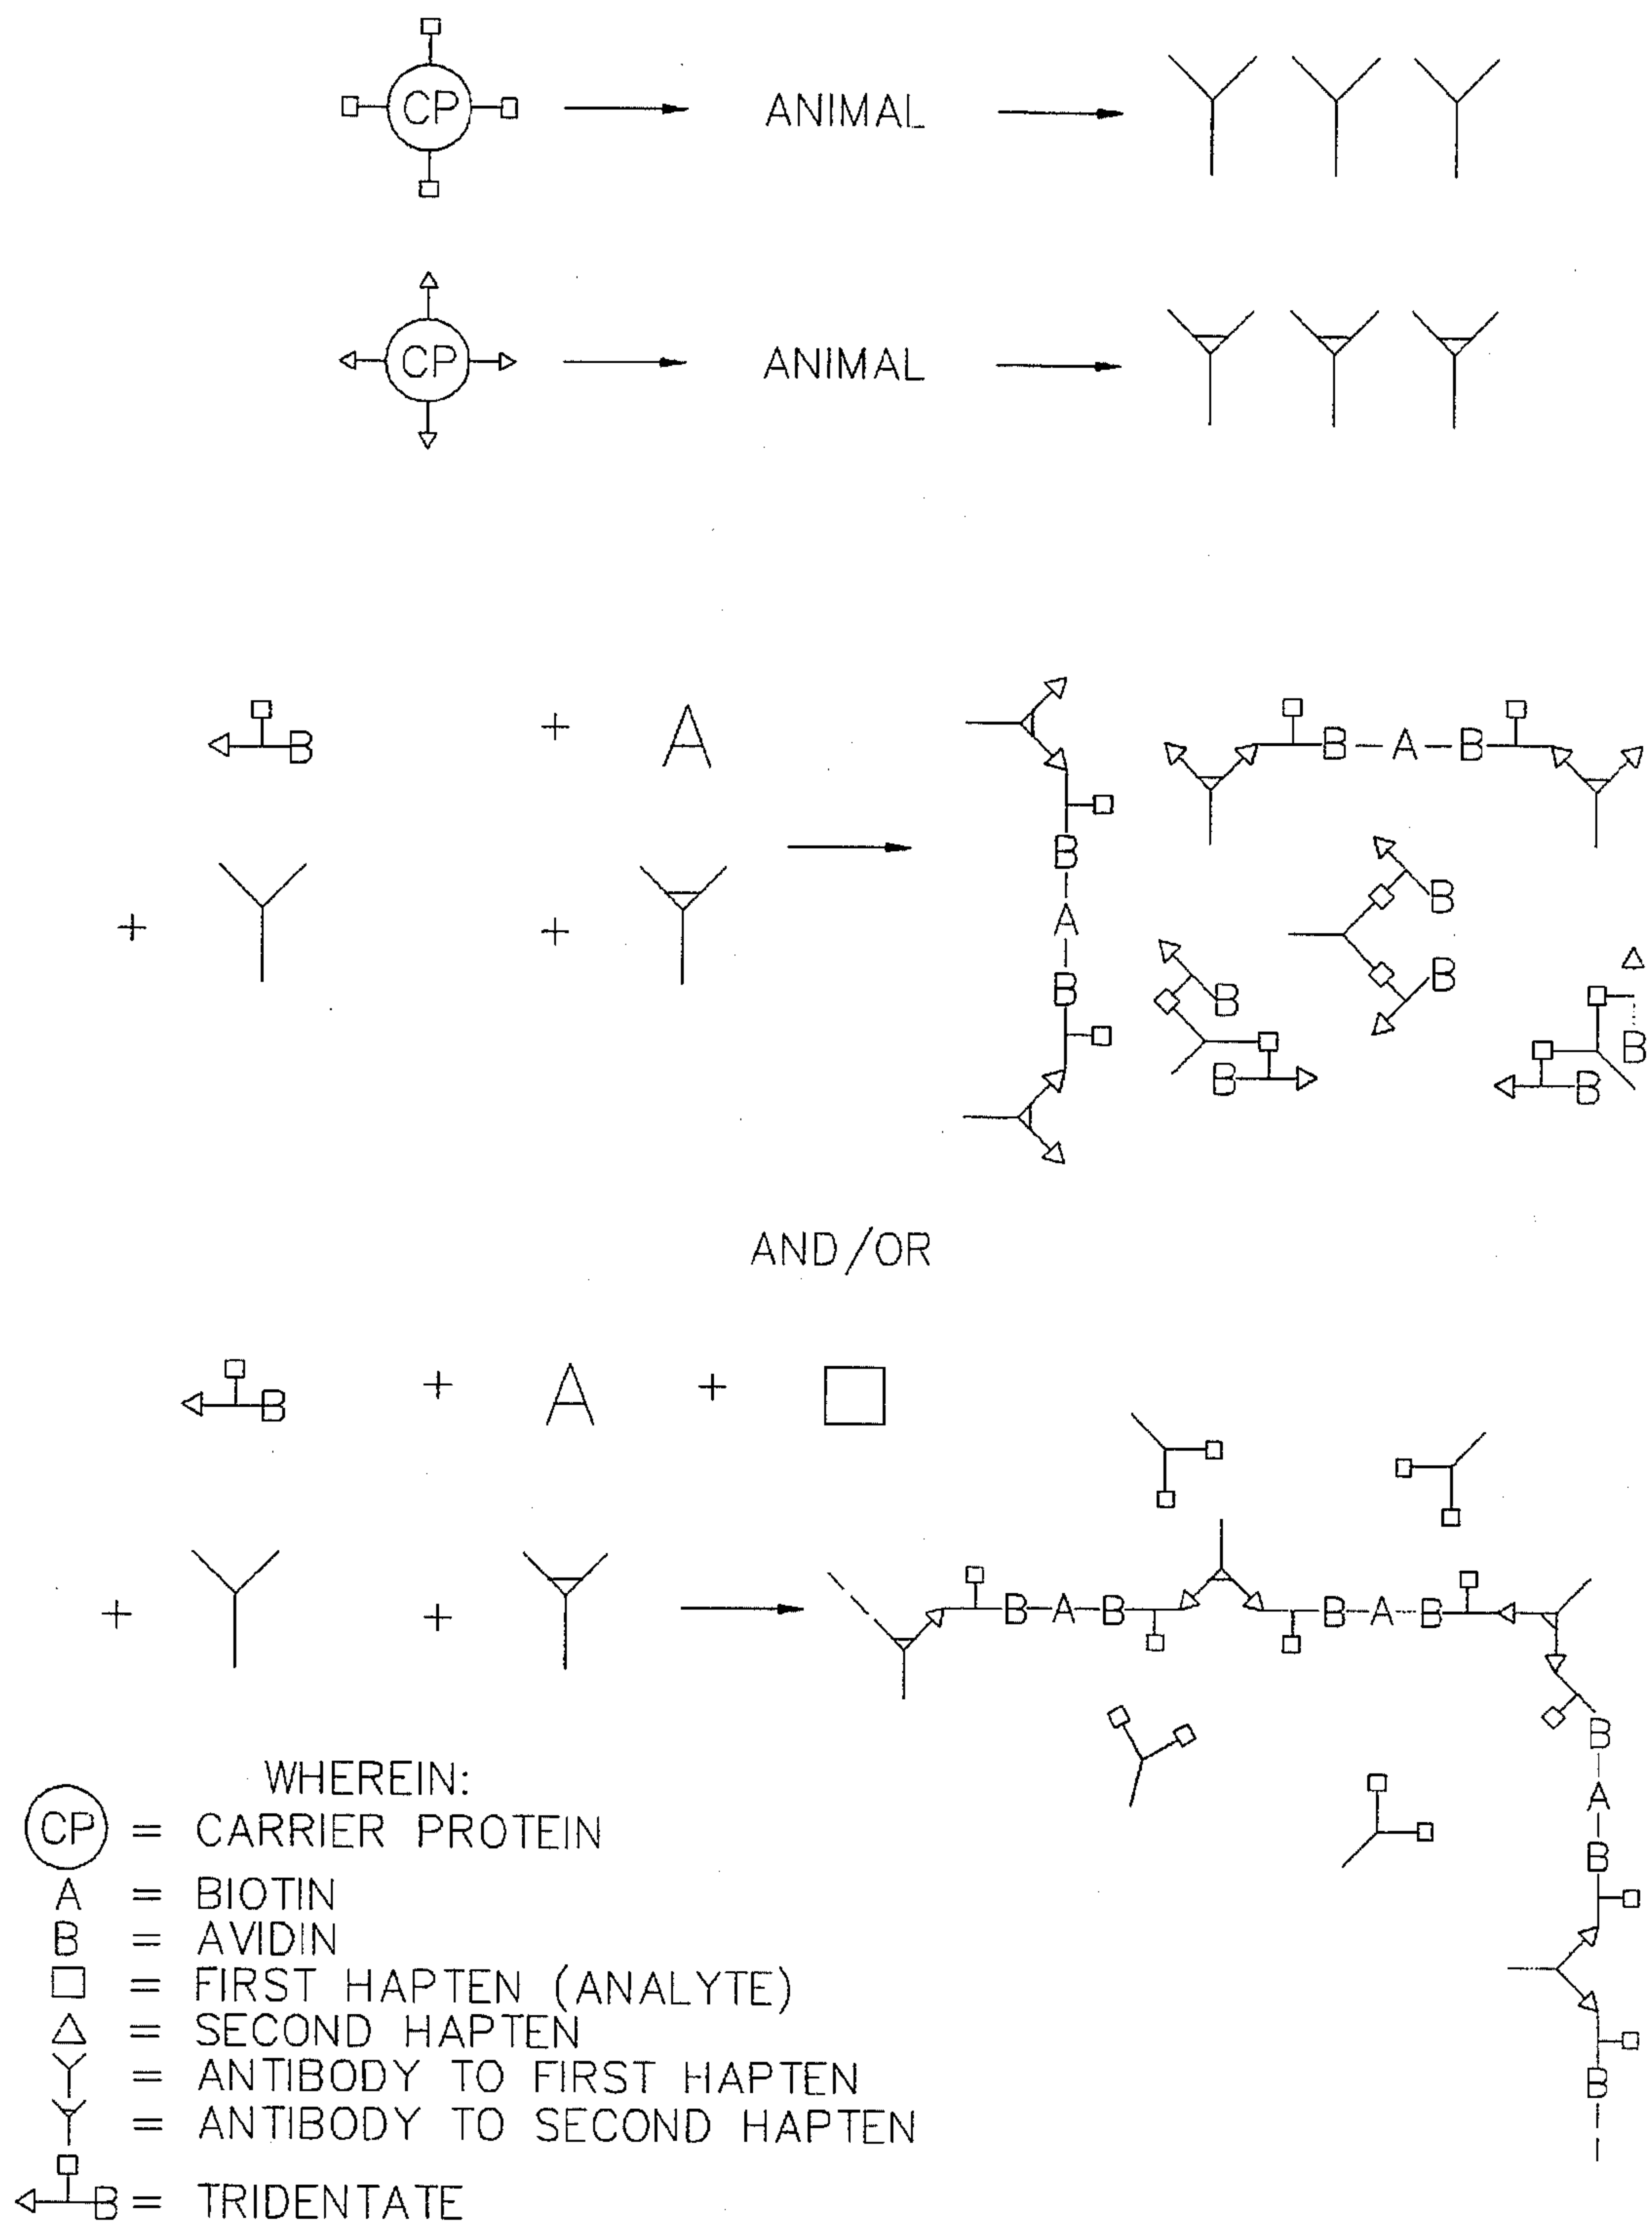 CP ANIMAL
CP ANIMAL
B + A
B
A
B
B - A - B
+ +
B
B
B
B
B
B
AND/OR
B + A +
+ +
B-A-B
B-A-B
B
A
B
B
WHEREIN:
CP = CARRIER PROTEIN
A = BIOTIN
B = AVIDIN
= FIRST HAPTEN (ANALYTE)
= SECOND HAPTEN
= ANTIBODY TO FIRST HAPTEN
= ANTIBODY TO SECOND HAPTEN
B = TRIDENTATE